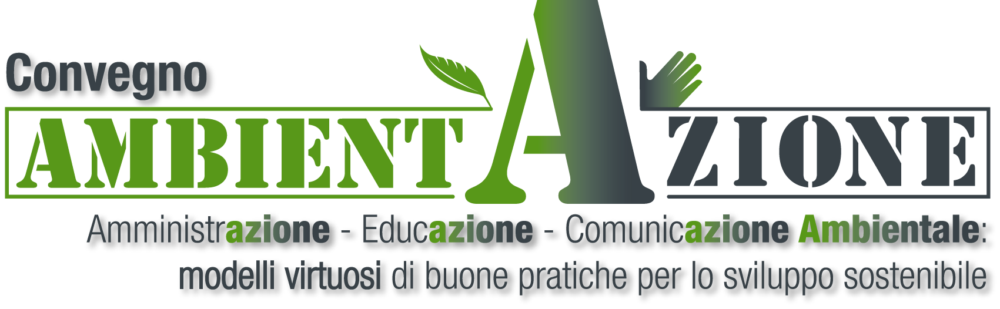 Convegno
AMBIENTAZIONE
Amministrazione - Educazione - Comunicazione Ambientale:
modelli virtuosi di buone pratiche per lo sviluppo sostenibile